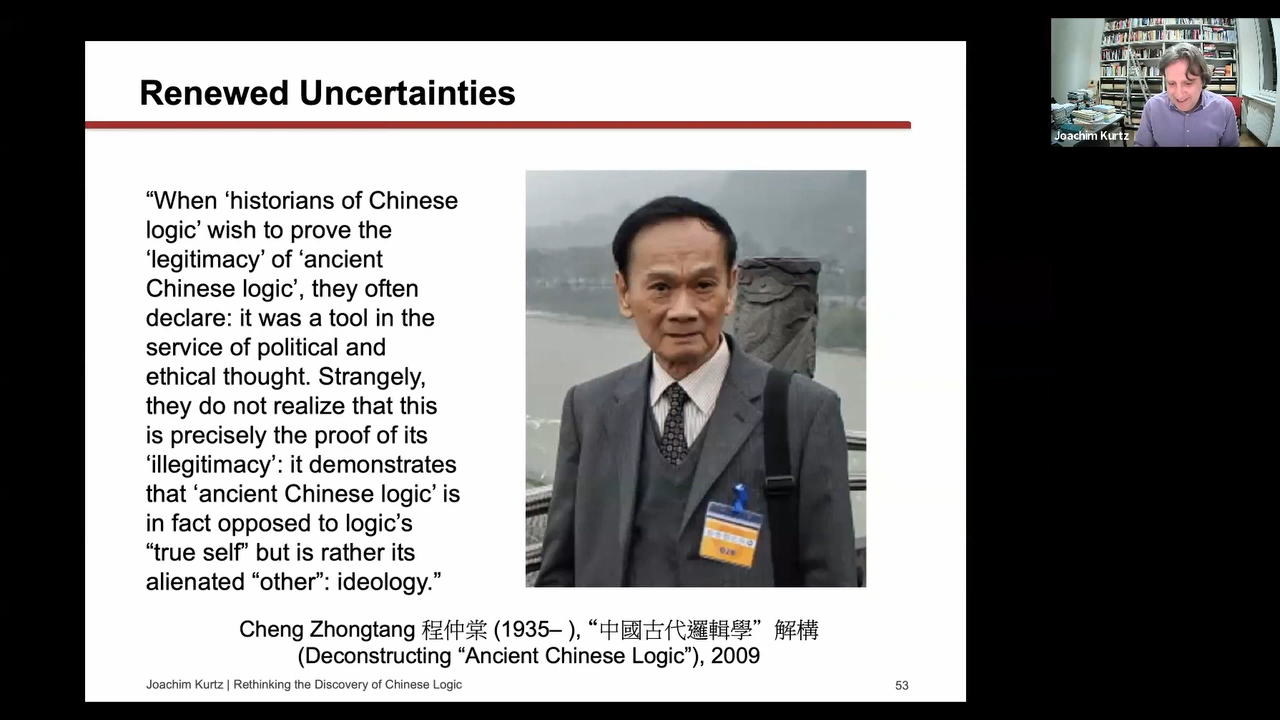 Renewed Uncertainties
“When ‘historians of Chinese
logic’ wish to prove the
‘legitimacy’ of ‘ancient
Chinese logic’, they often
declare: it was a tool in the
service of political and
ethical thought. Strangely,
they do not realize that this
is precisely the proof of its
‘illegitimacy’: it demonstrates
that ‘ancient Chinese logic’ is
in fact opposed to logic’s
“true self” but is rather its
alienated “other”: ideology.”
Cheng Zhongtang 程仲棠 (1935– ), “中國古代邏輯學” 解構
(Deconstructing “Ancient Chinese Logic”), 2009
Joachim Kurtz | Rethinking the Discovery of Chinese Logic
53
Joachim Kurtz